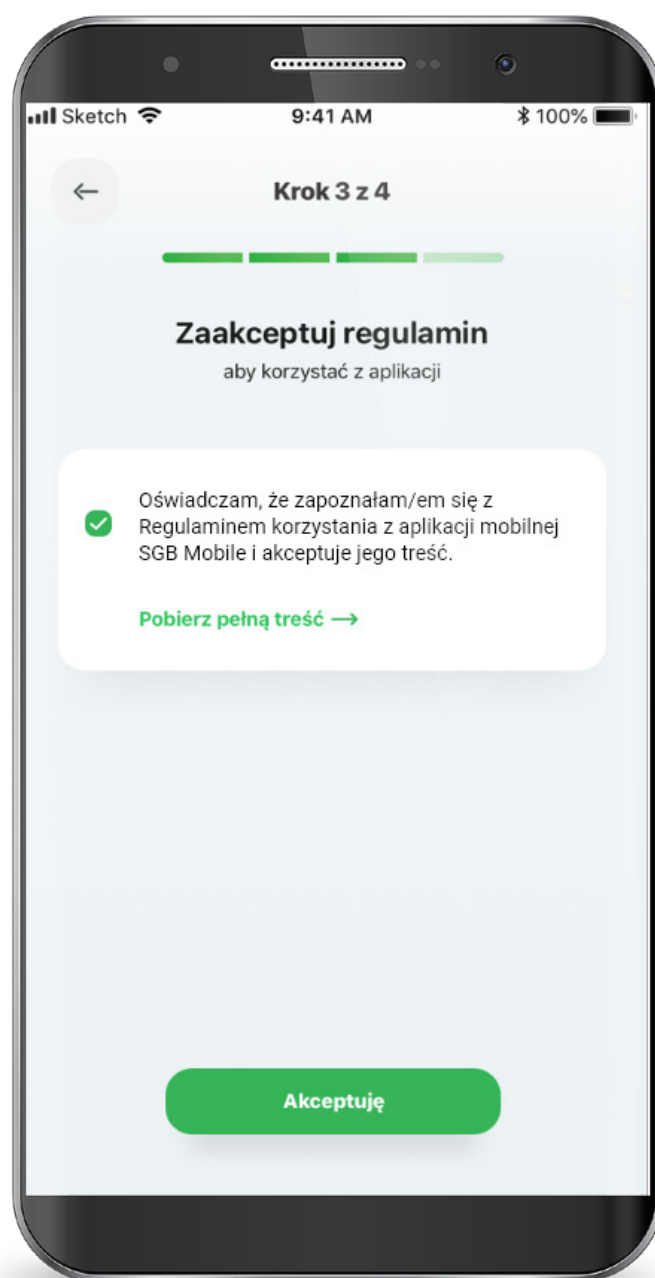 Sketch 9:41 AM 100%
Krok 3 z 4
Zaakceptuj regulamin
aby korzystać z aplikacji
Oświadczam, że zapoznałam/em się z
Regulaminem korzystania z aplikacji mobilnej
SGB Mobile i akceptuje jego treść.
Pobierz pełną treść →
Akceptuję